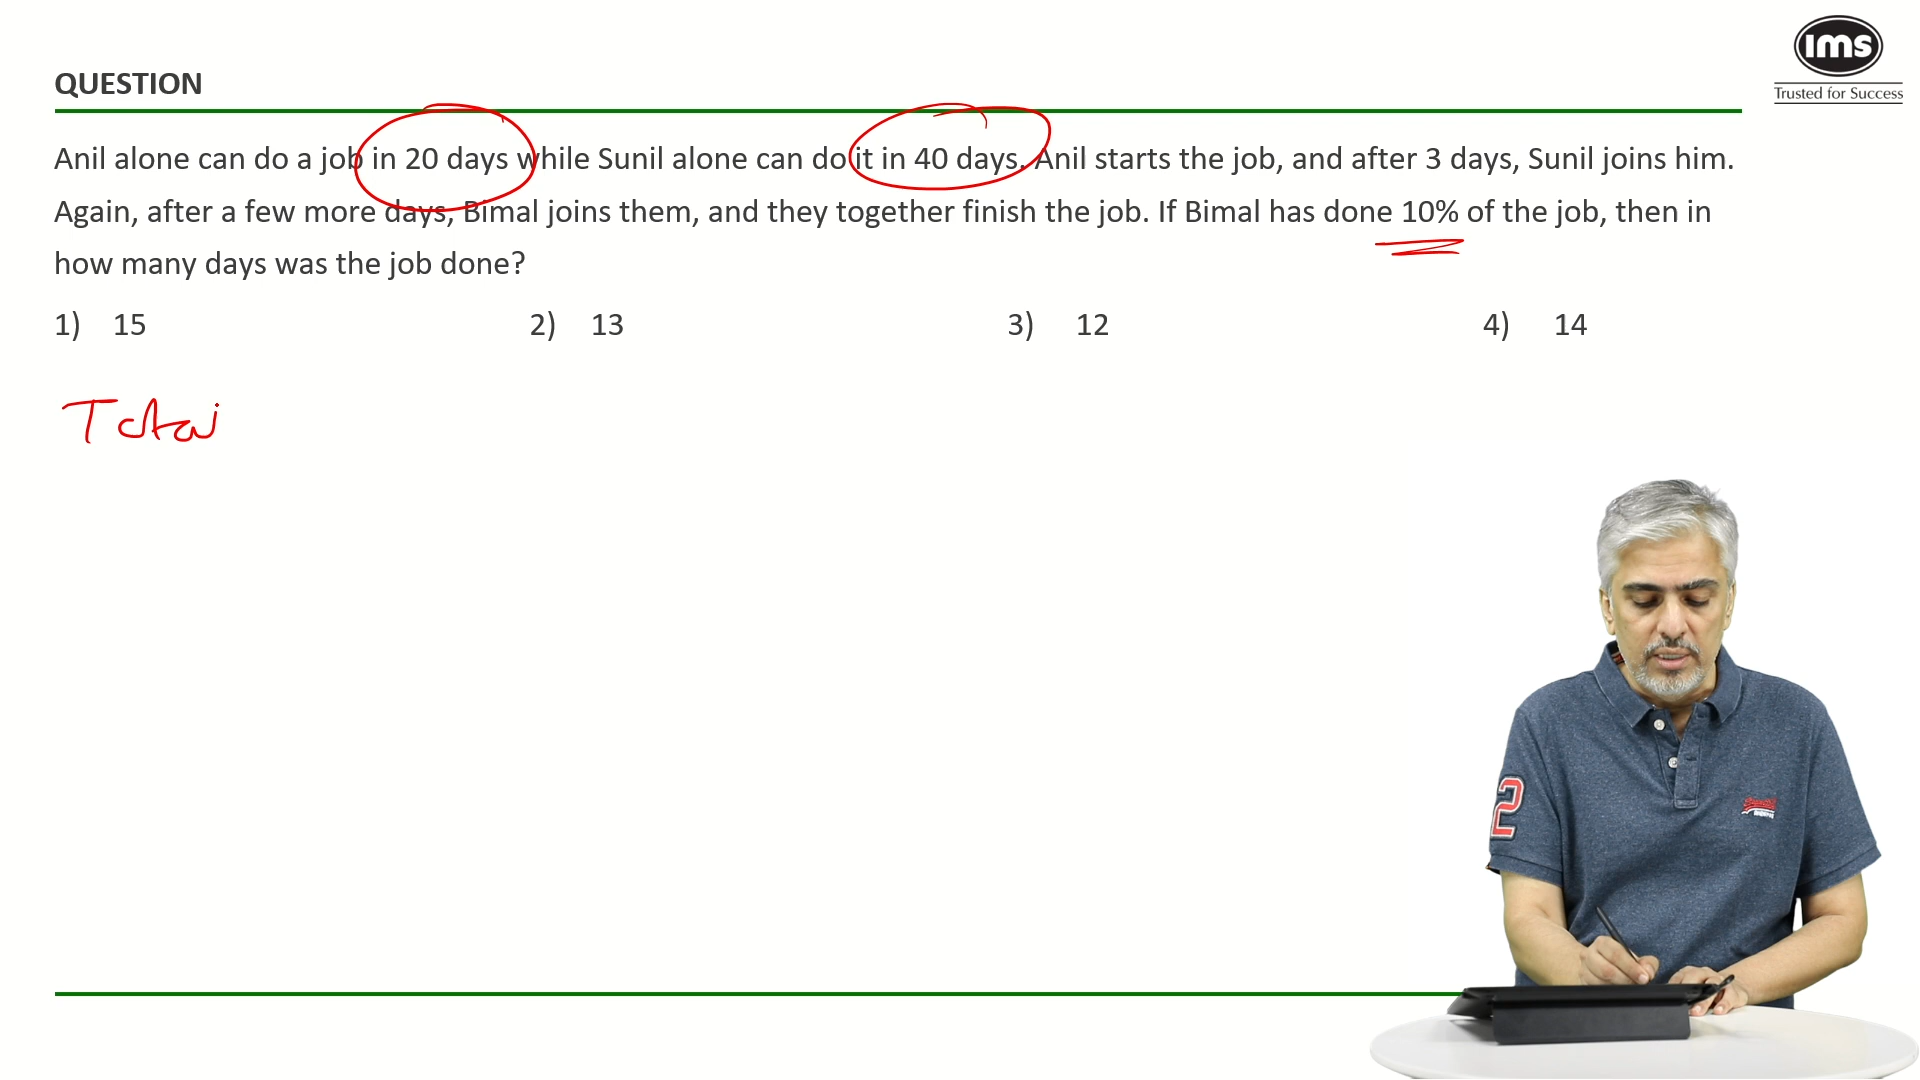 ims
Trusted for Success
QUESTION
Anil alone can do a job in 20 days while Sunil alone can do it in 40 days. Anil starts the job, and after 3 days, Sunil joins him.
Again, after a few more days, Bimal joins them, and they together finish the job. If Bimal has done 10% of the job, then in
how many days was the job done?
1) 15 2) 13 3) 12 4) 14
Total
2